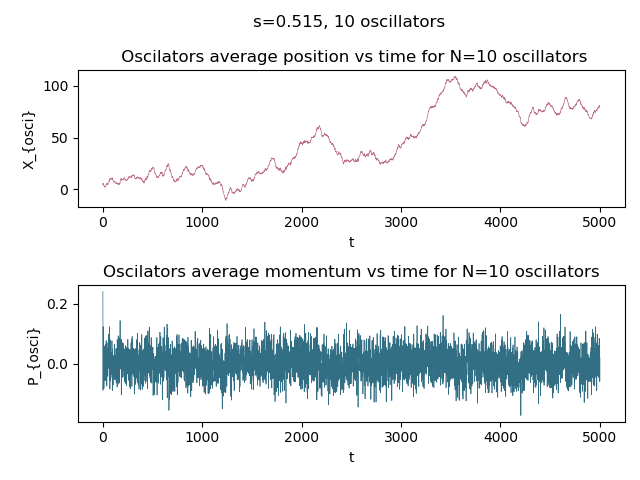 s=0.515, 10 oscillators
Oscilators average position vs time for N=10 oscillators
100
50
0
X_{osci}
0
1000
2000
3000
4000
5000
t
Oscilators average momentum vs time for N=10 oscillators
0.2
0.0
P_{osci}
0
1000
2000
3000
4000
5000
t